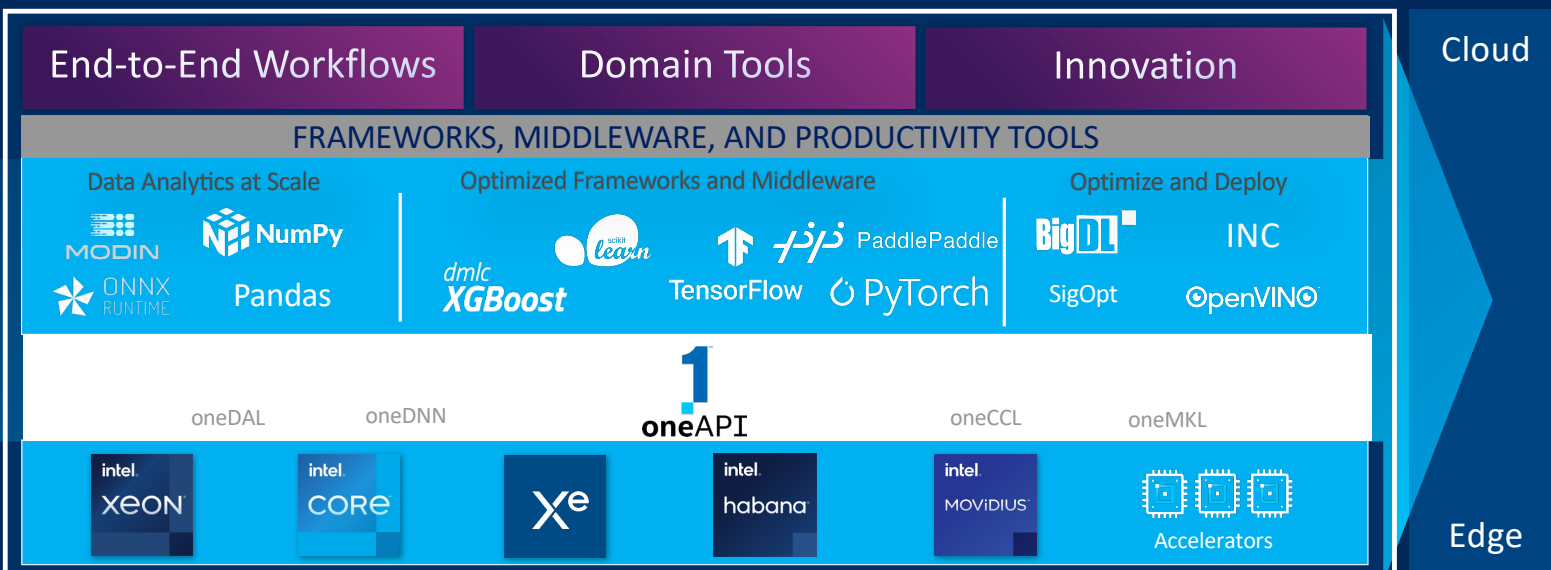 End-to-End Workflows
Domain Tools
Innovation
Cloud
FRAMEWORKS, MIDDLEWARE, AND PRODUCTIVITY TOOLS
Data Analytics at Scale
Optimized Frameworks and Middleware
Optimize and Deploy
MODIN
NumPy
ONNX
RUNTIME
Pandas
scikit
learn
dmlc
XGBoost
TensorFlow
PaddlePaddle
PyTorch
BigDL
INC
SigOpt
OpenVINO
1
oneAPI
oneDAL
oneDNN
oneCCL
oneMKL
intel.
xeon
intel.
core
Xe
intel.
habana
intel.
MOViDIUS
Accelerators
Edge